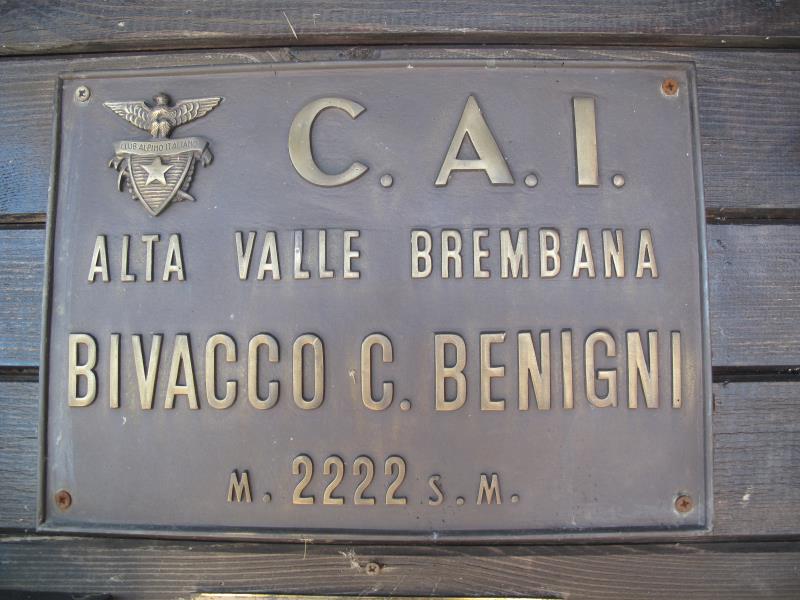 CLUB ALPINO ITALIANO
C.A.I.
ALTA VALLE BREMBANA
BIVACCO C. BENIGNI
M. 2222 S.M.